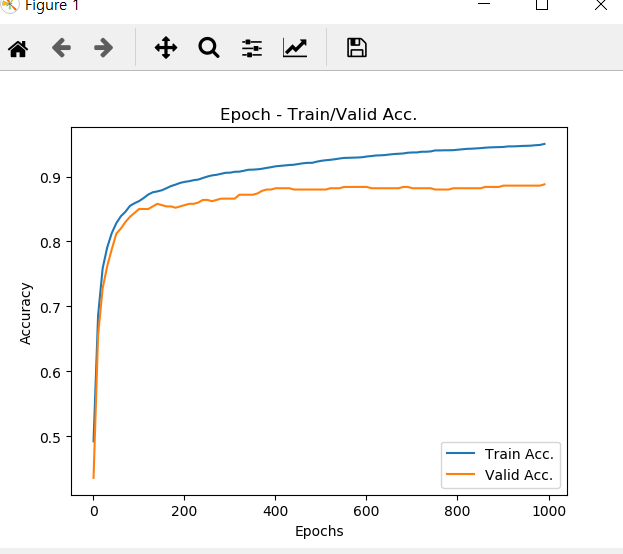 Figure 1
Epoch - Train/Valid Acc.
Accuracy
0.9
0.8
0.7
0.6
0.5
0
200
400
600
800
1000
Epochs
Train Acc.
Valid Acc.